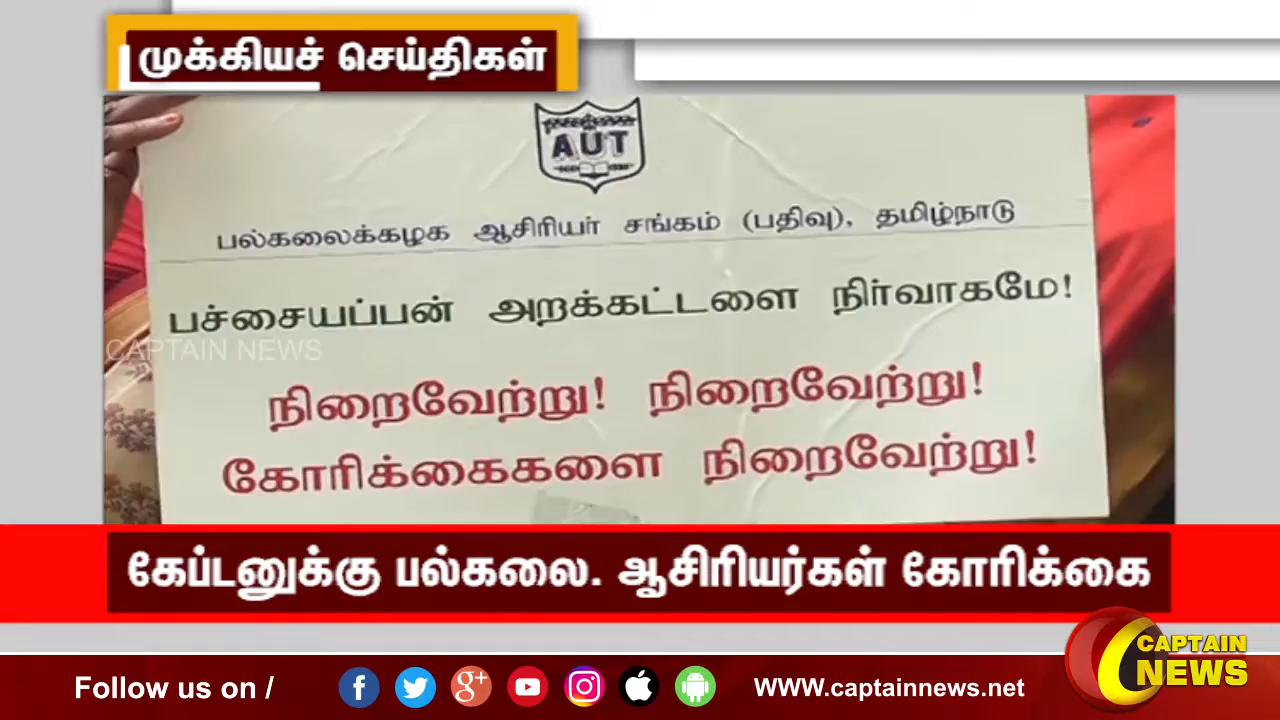 முக்கியச் செய்திகள்
AUT
பல்கலைக்கழக ஆசிரியர் சங்கம் (பதிவு), தமிழ்நாடு
பச்சையப்பன் அறக்கட்டளை நிர்வாகமே!
CAPTAIN NEWS
நிறைவேற்று! நிறைவேற்று!
கோரிக்கைகளை நிறைவேற்று!
கேப்டனுக்கு பல்கலை. ஆசிரியர்கள் கோரிக்கை
CAPTAIN
NEWS
Follow us on / WWW.captainnews.net